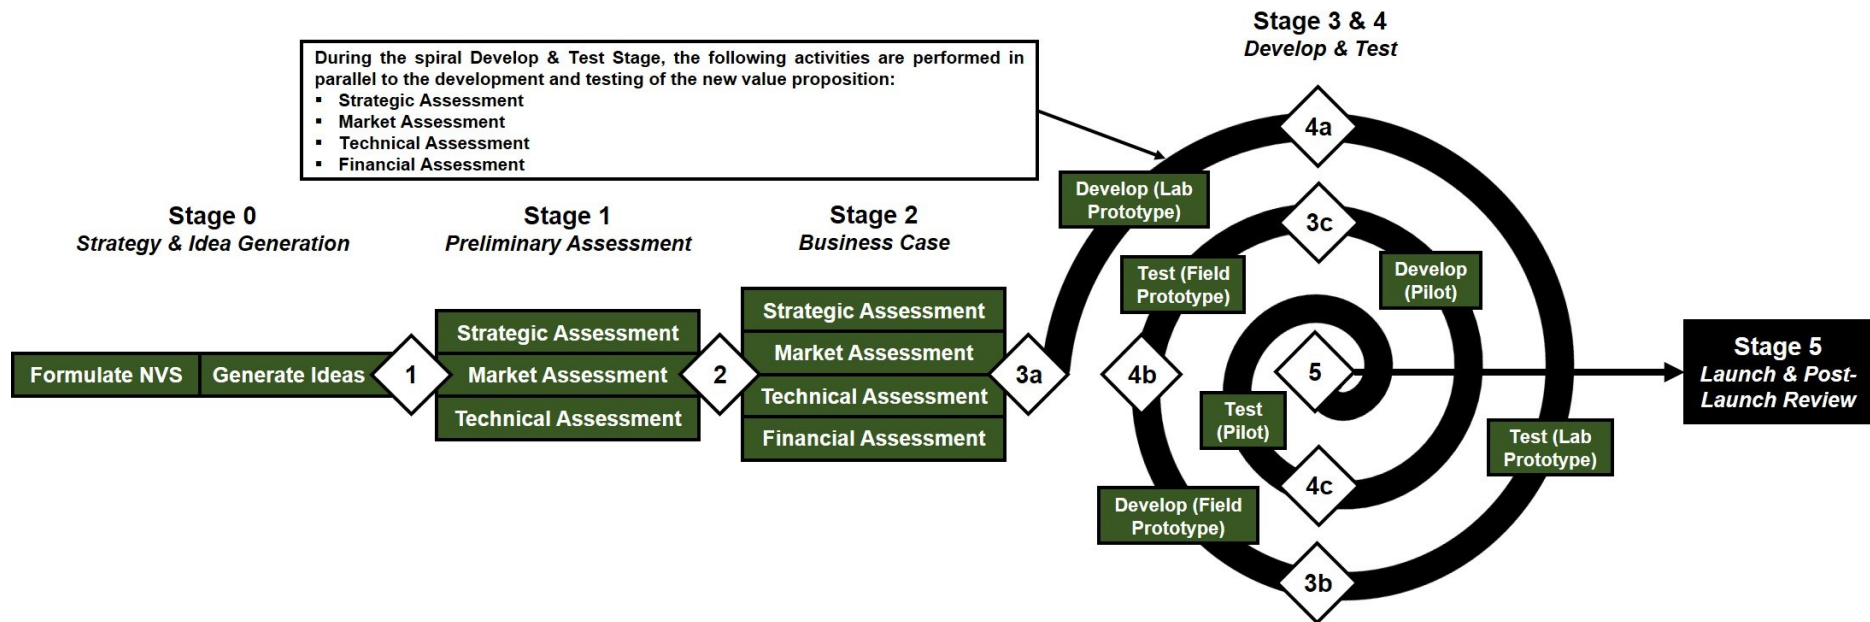 Stage 3 & 4
Develop & Test
During the spiral Develop & Test Stage, the following activities are performed in
parallel to the development and testing of the new value proposition:
▪ Strategic Assessment
▪ Market Assessment
▪ Technical Assessment
▪ Financial Assessment
Stage 0
Strategy & Idea Generation
Stage 1
Preliminary Assessment
Stage 2
Business Case
Formulate NVS
Generate Ideas
1
Strategic Assessment
Market Assessment
Technical Assessment
2
Strategic Assessment
Market Assessment
Technical Assessment
Financial Assessment
3a
Develop (Lab
Prototype)
4a
Test (Lab
Prototype)
3b
Develop (Field
Prototype)
4b
Test (Field
Prototype)
3c
Develop
(Pilot)
4c
Test
(Pilot)
5
Stage 5
Launch & Post-
Launch Review